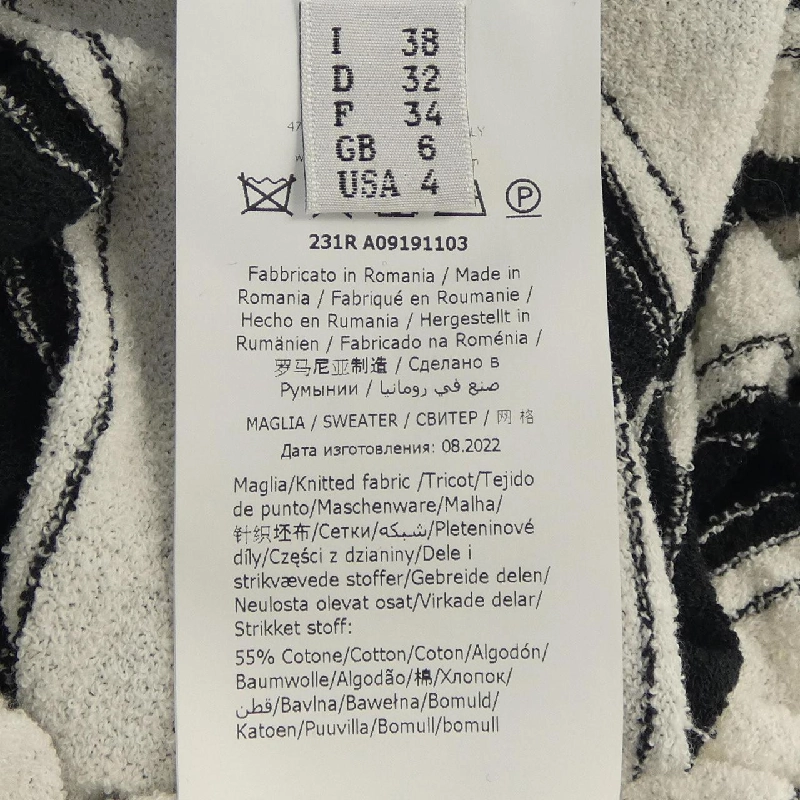 I 38
D 32
F 34
GB 6
USA 4
P
231R A09191103
Fabbricato in Romania / Made in
Romania / Fabriqué en Roumanie /
Hecho en Rumania / Hergestellt in
Rumänien / Fabricado na Roménia /
罗马尼亚制造 / Сделано в
Румынии / صنع في رومانيا
MAGLIA / SWEATER / СВИТЕР / 网 格
Дата изготовления: 08.2022
Maglia/Knitted fabric /Tricot/Tejido
de punto/Maschenware/Malha/
针织坯布/Сетки/شبكه/Pleteninové
díly/Części z dzianiny/Dele i
strikvævede stoffer/Gebreide delen/
Neulosta olevat osat/Virkade delar/
Strikket stoff:
55% Cotone/Cotton/Coton/Algodón/
Baumwolle/Algodão/棉/Хлопок/
قطن/Bavlna/Bawełna/Bomuld/
Katoen/Puuvilla/Bomull/bomull